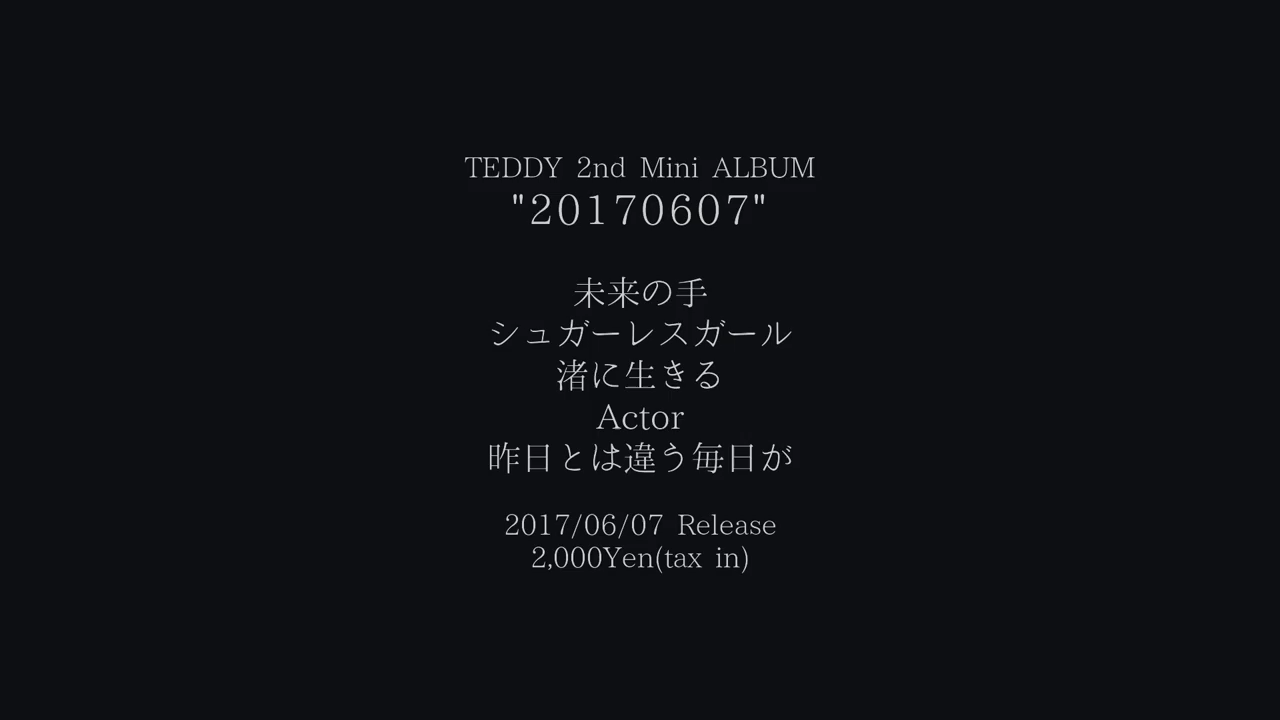 TEDDY 2nd Mini ALBUM
"20170607"
未来の手
シュガーレスガール
渚に生きる
Actor
昨日とは違う毎日が
2017/06/07 Release
2,000Yen(tax in)